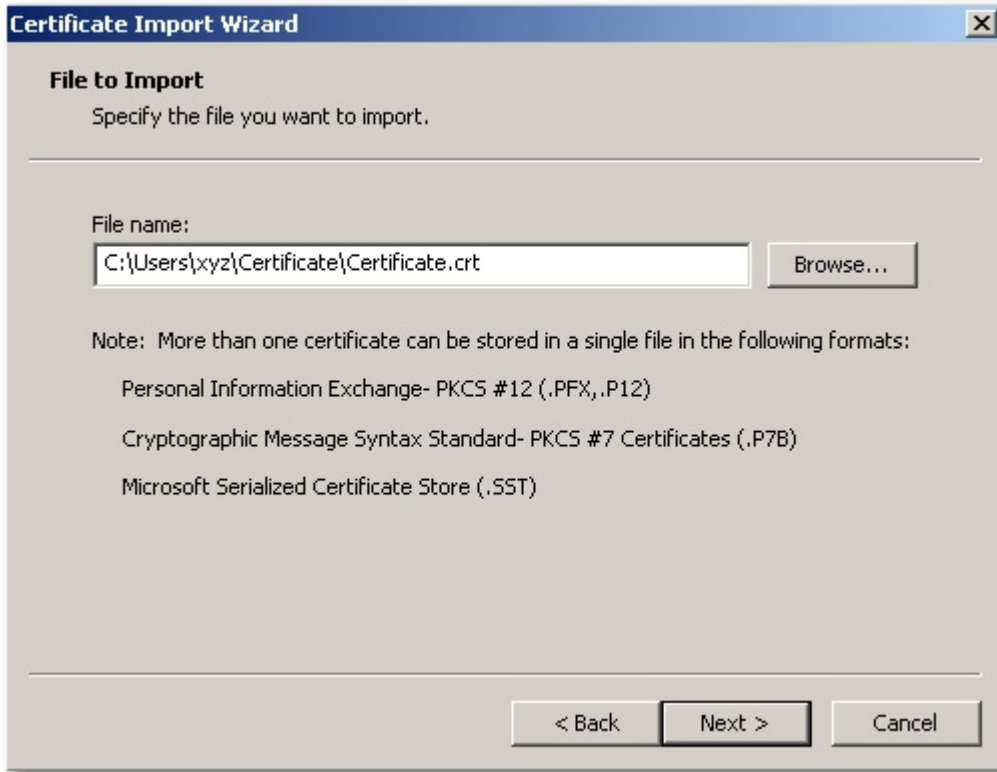 Certificate Import Wizard
File to Import
Specify the file you want to import.
File name:
C:\Users\xyz\Certificate\Certificate.crt
Browse...
Note:  More than one certificate can be stored in a single file in the following formats:
Personal Information Exchange- PKCS #12 (.PFX,.P12)
Cryptographic Message Syntax Standard- PKCS #7 Certificates (.P7B)
Microsoft Serialized Certificate Store (.SST)
< Back Next > Cancel